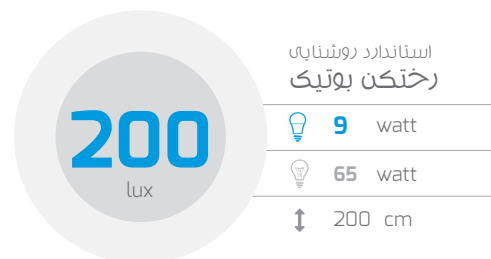 استاندارد روشنایی
رختکن بوتیک
200
lux
9 watt
65 watt
200 cm